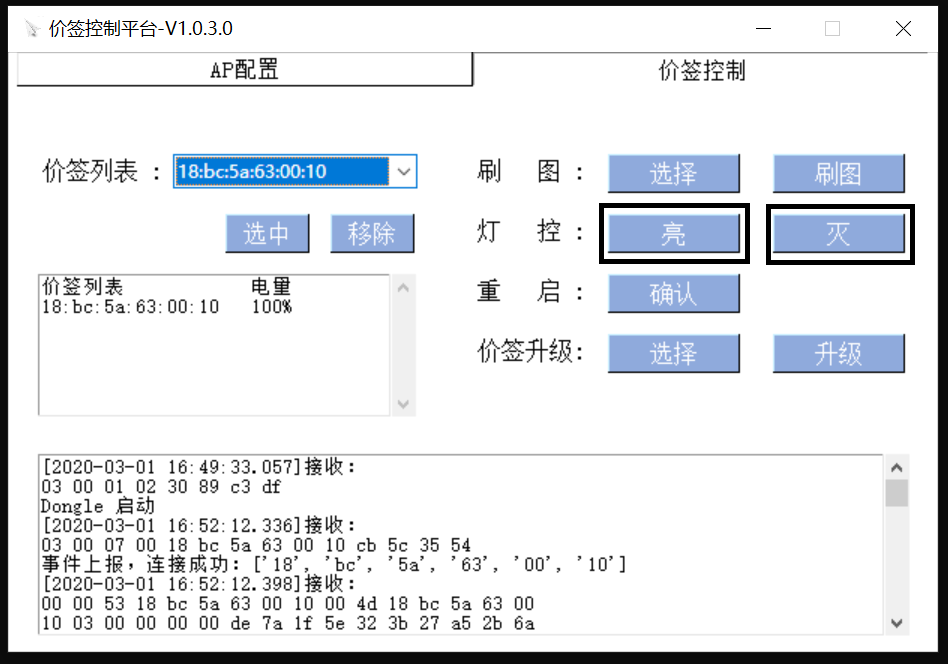 价签控制平台-V1.0.3.0
AP配置
价签控制
价签列表 :
18:bc:5a:63:00:10
选中
移除
价签列表 电量
18:bc:5a:63:00:10 100%
刷 图: 选择 刷图
灯 控: 亮 灭
重 启: 确认
价签升级: 选择 升级
[2020-03-01 16:49:33.057]接收:
03 00 01 02 30 89 c3 df
Dongle 启动
[2020-03-01 16:52:12.336]接收:
03 00 07 00 18 bc 5a 63 00 10 cb 5c 35 54
事件上报，连接成功：['18', 'bc', '5a', '63', '00', '10']
[2020-03-01 16:52:12.398]接收:
00 00 53 18 bc 5a 63 00 10 00 4d 18 bc 5a 63 00
10 03 00 00 00 00 de 7a 1f 5e 32 3b 27 a5 2b 6a